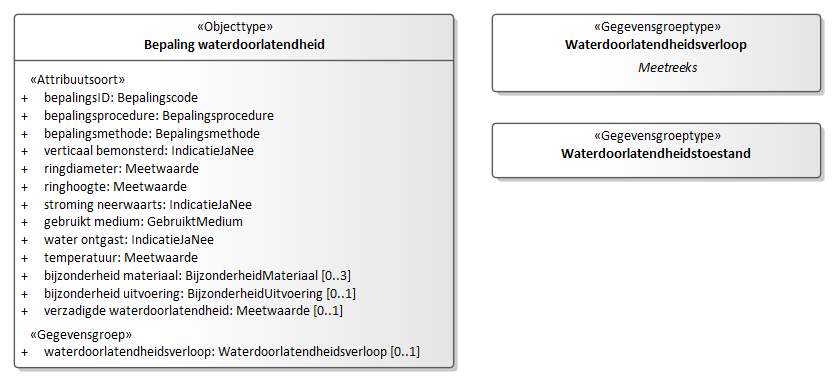 «Objecttype»
Bepaling waterdoorlatendheid
«Attribuutsoort»
+ bepalingsID: Bepalingscode
+ bepalingsprocedure: Bepalingsprocedure
+ bepalingsmethode: Bepalingsmethode
+ verticaal bemonsterd: IndicatieJaNee
+ ringdiameter: Meetwaarde
+ ringhoogte: Meetwaarde
+ stroming neerwaarts: IndicatieJaNee
+ gebruikt medium: GebruiktMedium
+ water ontgast: IndicatieJaNee
+ temperatuur: Meetwaarde
+ bijzonderheid materiaal: BijzonderheidMateriaal [0..3]
+ bijzonderheid uitvoering: BijzonderheidUitvoering [0..1]
+ verzadigde waterdoorlatendheid: Meetwaarde [0..1]
«Gegevensgroep»
+ waterdoorlatendheidsverloop: Waterdoorlatendheidsverloop [0..1]
«Gegevensgroeptype»
Waterdoorlatendheidsverloop
Meetreeks
«Gegevensgroeptype»
Waterdoorlatendheidstoestand